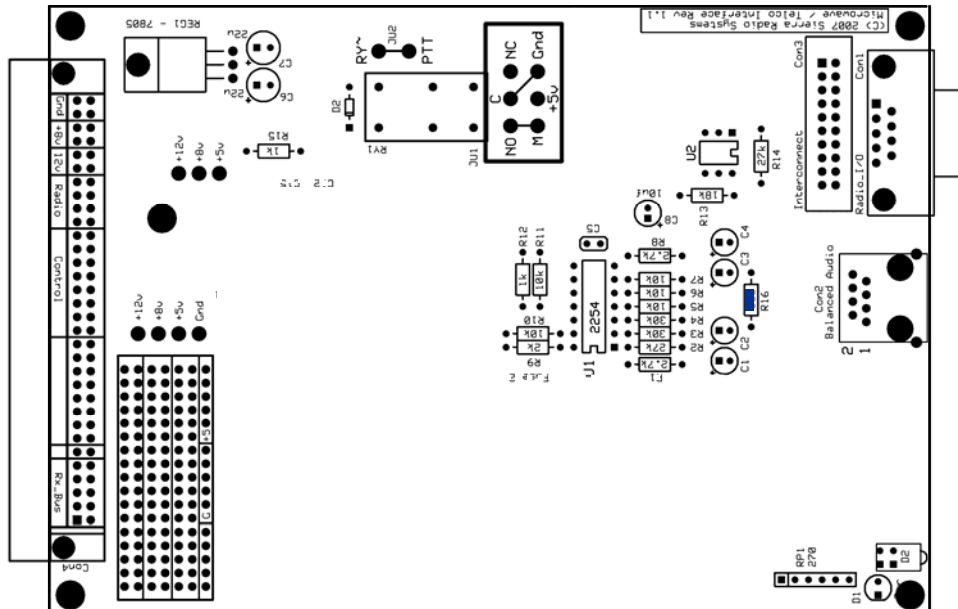 (C) 2007 Sierra Radio Systems
Microwave / Telco Interface Rev 1.1
REG1 - 7805
22u
22u
C7
C6
RY~
JU2
PTT
NC
Gnd
C
+5v
NO
M
D2
RY1
JU1
Con3
Con1
Interconnect
Radio_I/O
Gnd
+8v
12v
Radio
Control
Rx_Bus
Con4
R15
1k
+12v
+8v
+5v
U2
27k
R14
18k
R13
10uf
C8
R12
R11
1k
10k
C5
R8
2.7k
C4
C3
10k
R7
10k
R6
R5
30k
R4
30k
R3
27k
R2
2.7k
R16
C2
C1
2254
U1
R10
10k
2k
R9
Con2
Balanced Audio
2
1
+12v
+8v
+5v
Gnd
+5
G
RP1
270
D2
D1